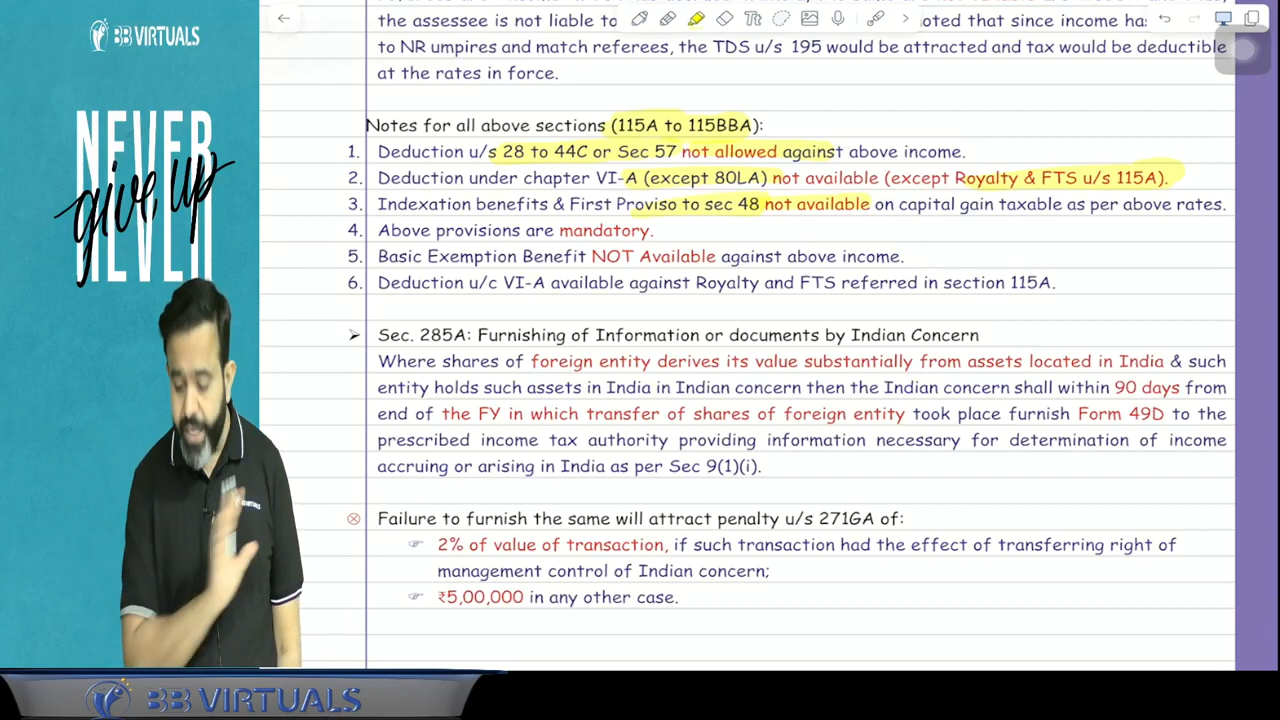 BB VIRTUALS
NEVER
give up
NEVER
the assessee is not liable to
oted that since income ha
to NR umpires and match referees, the TDS u/s 195 would be attracted and tax would be deductible
at the rates in force.
Notes for all above sections (115A to 115BBA):
1. Deduction u/s 28 to 44C or Sec 57 not allowed against above income.
2. Deduction under chapter VI-A (except 80LA) not available (except Royalty & FTS u/s 115A).
3. Indexation benefits & First Proviso to sec 48 not available on capital gain taxable as per above rates.
4. Above provisions are mandatory.
5. Basic Exemption Benefit NOT Available against above income.
6. Deduction u/c VI-A available against Royalty and FTS referred in section 115A.
➢ Sec. 285A: Furnishing of Information or documents by Indian Concern
Where shares of foreign entity derives its value substantially from assets located in India & such
entity holds such assets in India in Indian concern then the Indian concern shall within 90 days from
end of the FY in which transfer of shares of foreign entity took place furnish Form 49D to the
prescribed income tax authority providing information necessary for determination of income
accruing or arising in India as per Sec 9(1)(i).
Failure to furnish the same will attract penalty u/s 271GA of:
2% of value of transaction, if such transaction had the effect of transferring right of
management control of Indian concern;
₹5,00,000 in any other case.
BB VIRTUALS